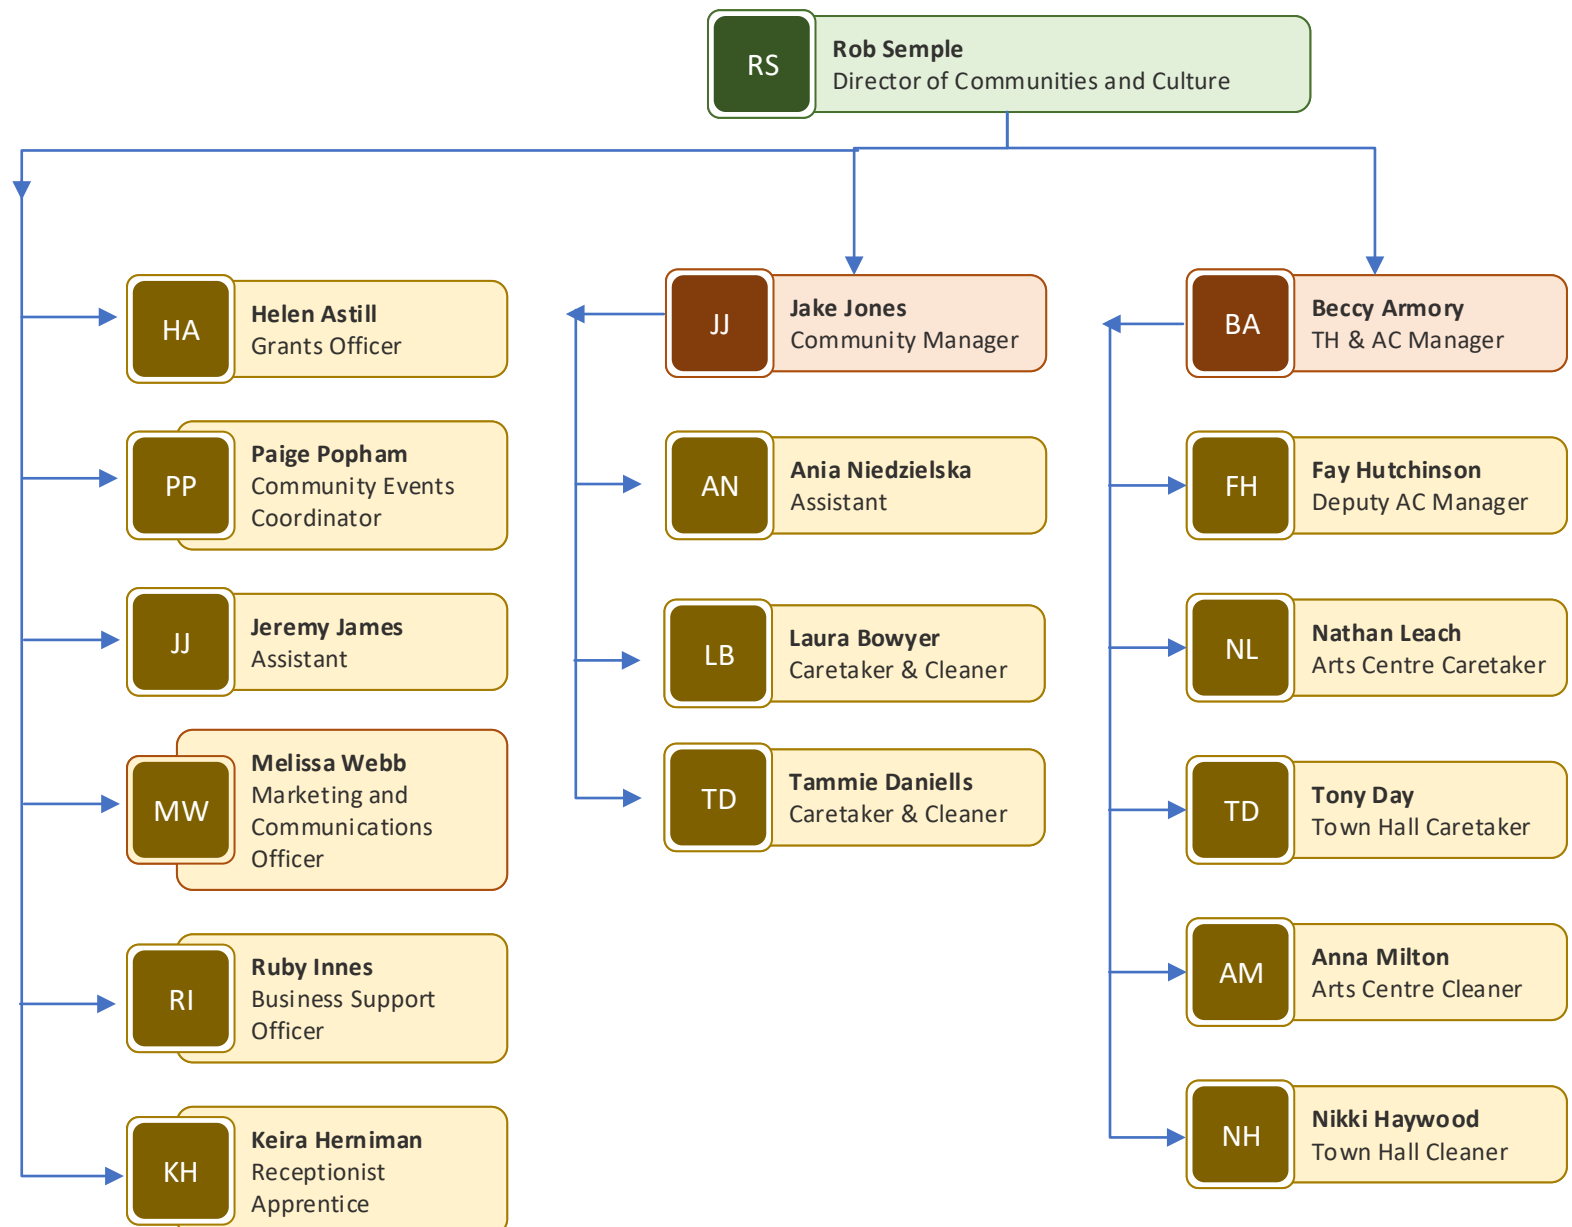 RS
Rob Semple
Director of Communities and Culture
HA
Helen Astill
Grants Officer
PP
Paige Popham
Community Events
Coordinator
JJ
Jeremy James
Assistant
MW
Melissa Webb
Marketing and
Communications
Officer
RI
Ruby Innes
Business Support
Officer
KH
Keira Herniman
Receptionist
Apprentice
JJ
Jake Jones
Community Manager
AN
Ania Niedzielska
Assistant
LB
Laura Bowyer
Caretaker & Cleaner
TD
Tammie Daniells
Caretaker & Cleaner
BA
Beccy Armory
TH & AC Manager
FH
Fay Hutchinson
Deputy AC Manager
NL
Nathan Leach
Arts Centre Caretaker
TD
Tony Day
Town Hall Caretaker
AM
Anna Milton
Arts Centre Cleaner
NH
Nikki Haywood
Town Hall Cleaner